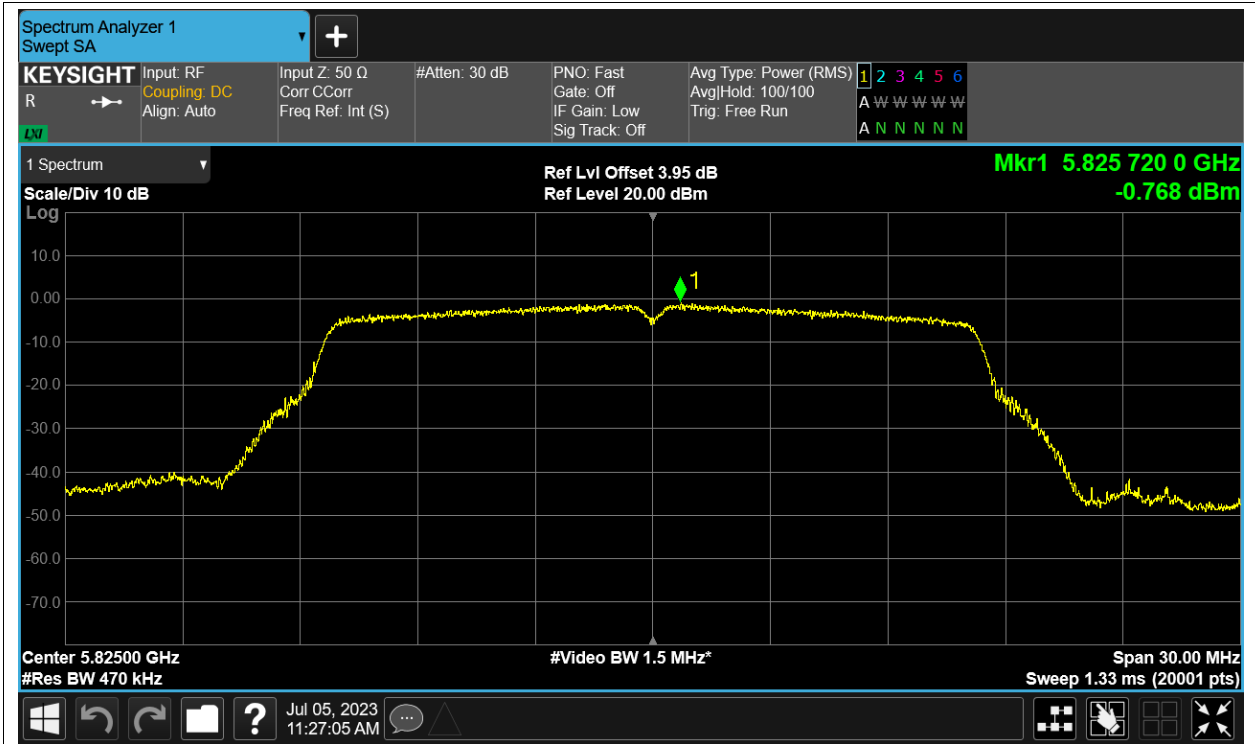 Spectrum Analyzer 1
Swept SA
KEYSIGHT
R
LXI
Input: RF
Coupling: DC
Align: Auto
Input Z: 50 Ω
Corr CCorr
Freq Ref: Int (S)
#Atten: 30 dB
PNO: Fast
Gate: Off
IF Gain: Low
Sig Track: Off
Avg Type: Power (RMS)
Avg|Hold: 100/100
Trig: Free Run
1 2 3 4 5 6
A W W W W W
A N N N N N
1 Spectrum
Scale/Div 10 dB
Log
Ref Lvl Offset 3.95 dB
Ref Level 20.00 dBm
Mkr1 5.825 720 0 GHz
-0.768 dBm
1
10.0
0.00
-10.0
-20.0
-30.0
-40.0
-50.0
-60.0
-70.0
Center 5.82500 GHz
#Video BW 1.5 MHz*
Span 30.00 MHz
#Res BW 470 kHz
Sweep 1.33 ms (20001 pts)
?
Jul 05, 2023
11:27:05 AM